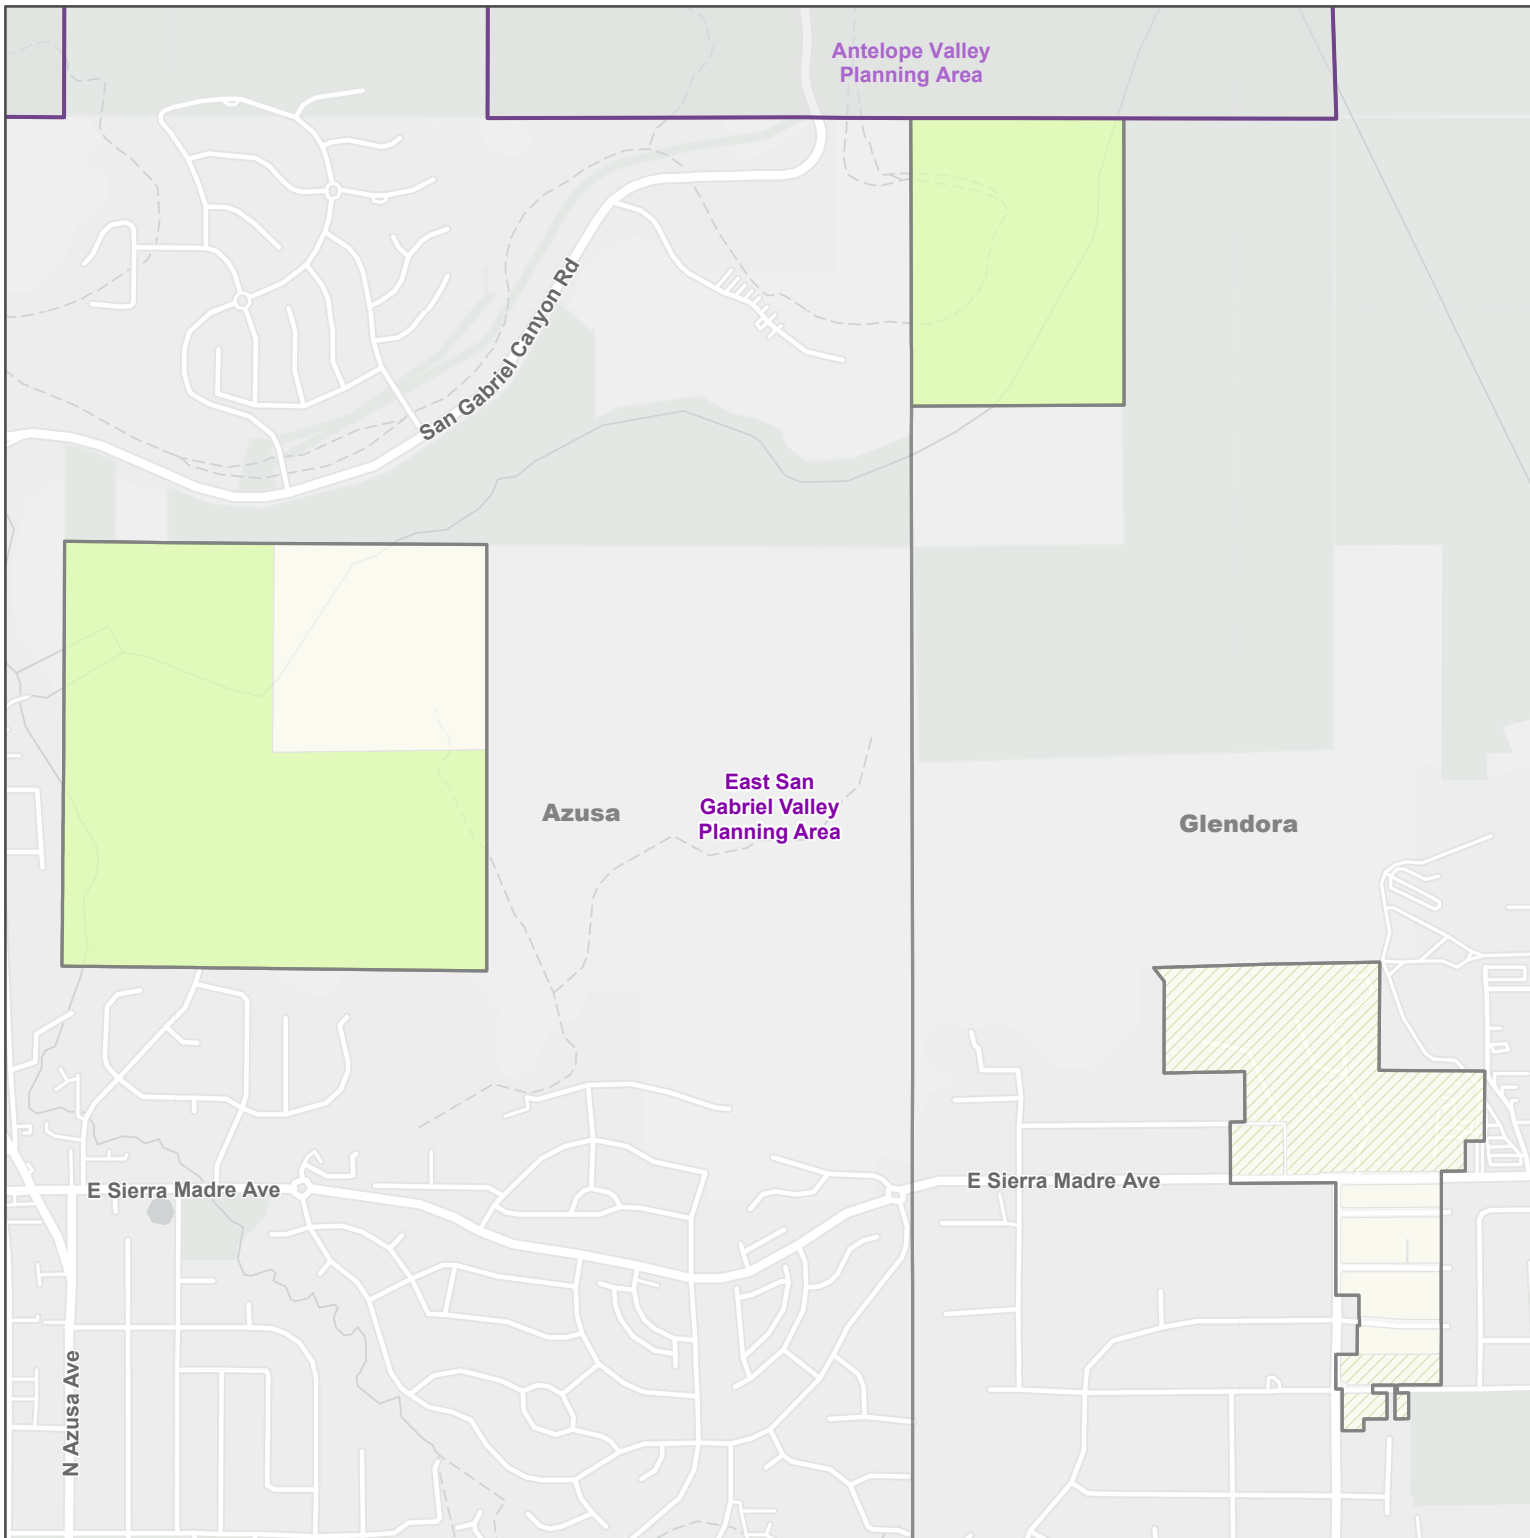 Antelope Valley
Planning Area
San Gabriel Canyon Rd
East San
Gabriel Valley
Planning Area
Azusa
Glendora
E Sierra Madre Ave
E Sierra Madre Ave
N Azusa Ave